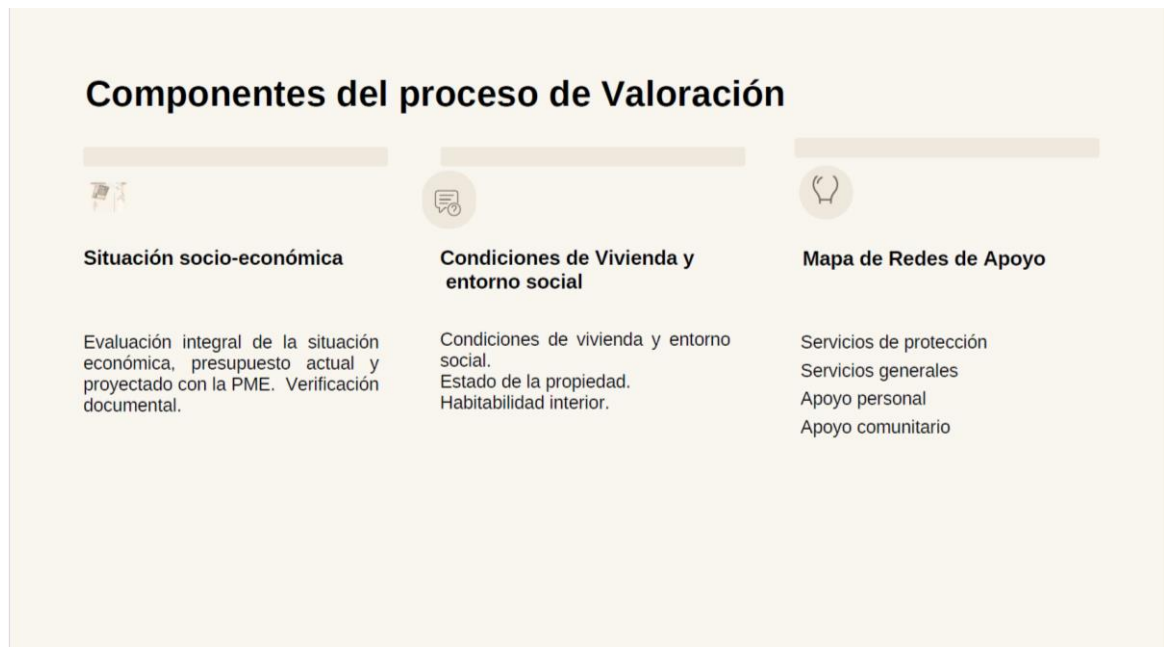 Componentes del proceso de Valoración
Situación socio-económica
Evaluación integral de la situación
económica, presupuesto actual y
proyectado con la PME. Verificación
documental.
Condiciones de Vivienda y
entorno social
Condiciones de vivienda y entorno
social.
Estado de la propiedad.
Habitabilidad interior.
Mapa de Redes de Apoyo
Servicios de protección
Servicios generales
Apoyo personal
Apoyo comunitario